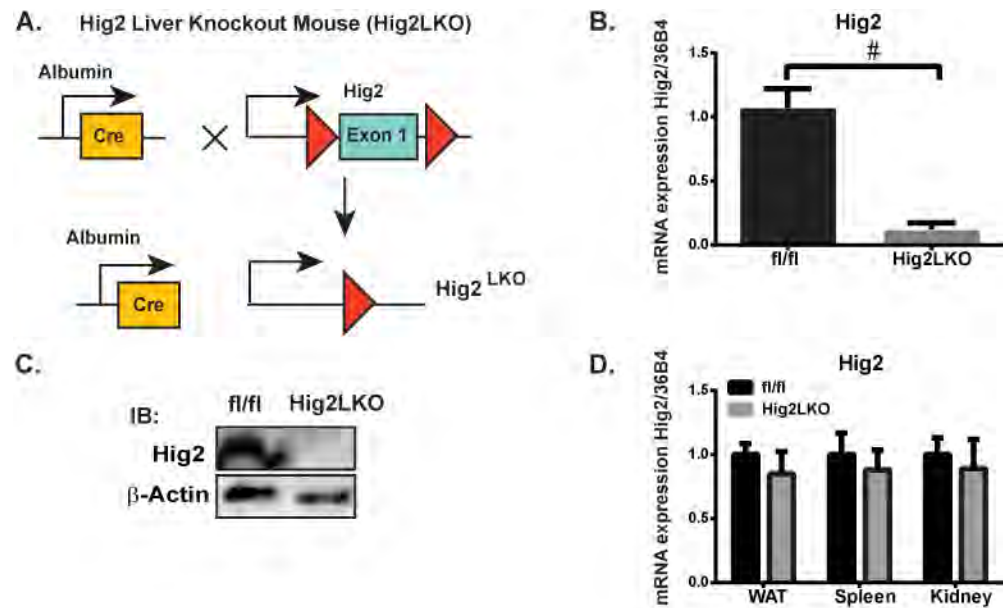 A. Hig2 Liver Knockout Mouse (Hig2LKO)
Albumin
Cre
Hig2
Exon 1
Albumin
Cre
Hig2 LKO
B.
Hig2
#
mRNA expression Hig2/36B4
1.5
1.0
0.5
0.0
fl/fl
Hig2LKO
C.
fl/fl Hig2LKO
IB:
Hig2
β-Actin
D.
Hig2
fl/fl
Hig2LKO
mRNA expression Hig2/36B4
1.5
1.0
0.5
0.0
WAT Spleen Kidney